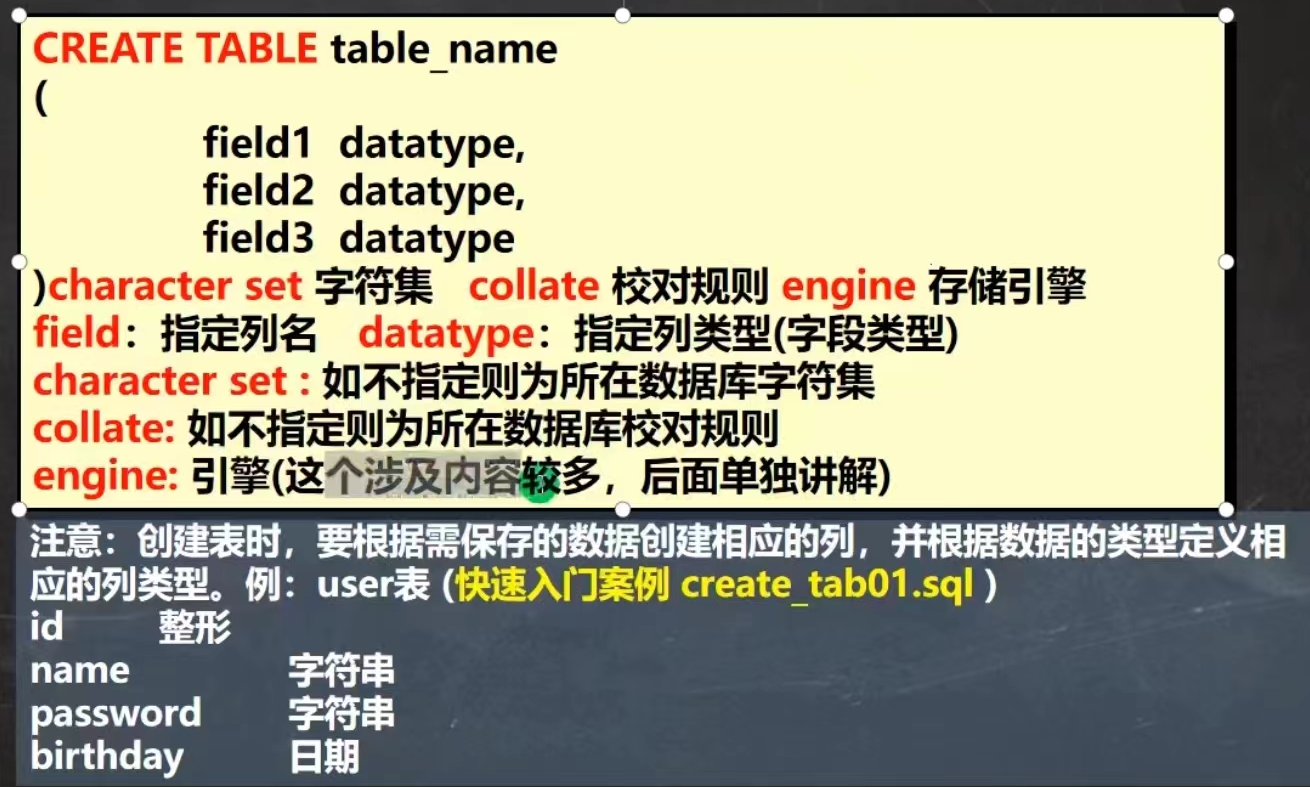 CREATE TABLE table_name
(
field1 datatype,
field2 datatype,
field3 datatype
)character set 字符集 collate 校对规则 engine 存储引擎
field：指定列名 datatype：指定列类型(字段类型)
character set : 如不指定则为所在数据库字符集
collate: 如不指定则为所在数据库校对规则
engine: 引擎(这个涉及内容较多，后面单独讲解)
注意：创建表时，要根据需保存的数据创建相应的列，并根据数据的类型定义相
应的列类型。例：user表 (快速入门案例 create_tab01.sql )
id 整形
name 字符串
password 字符串
birthday 日期